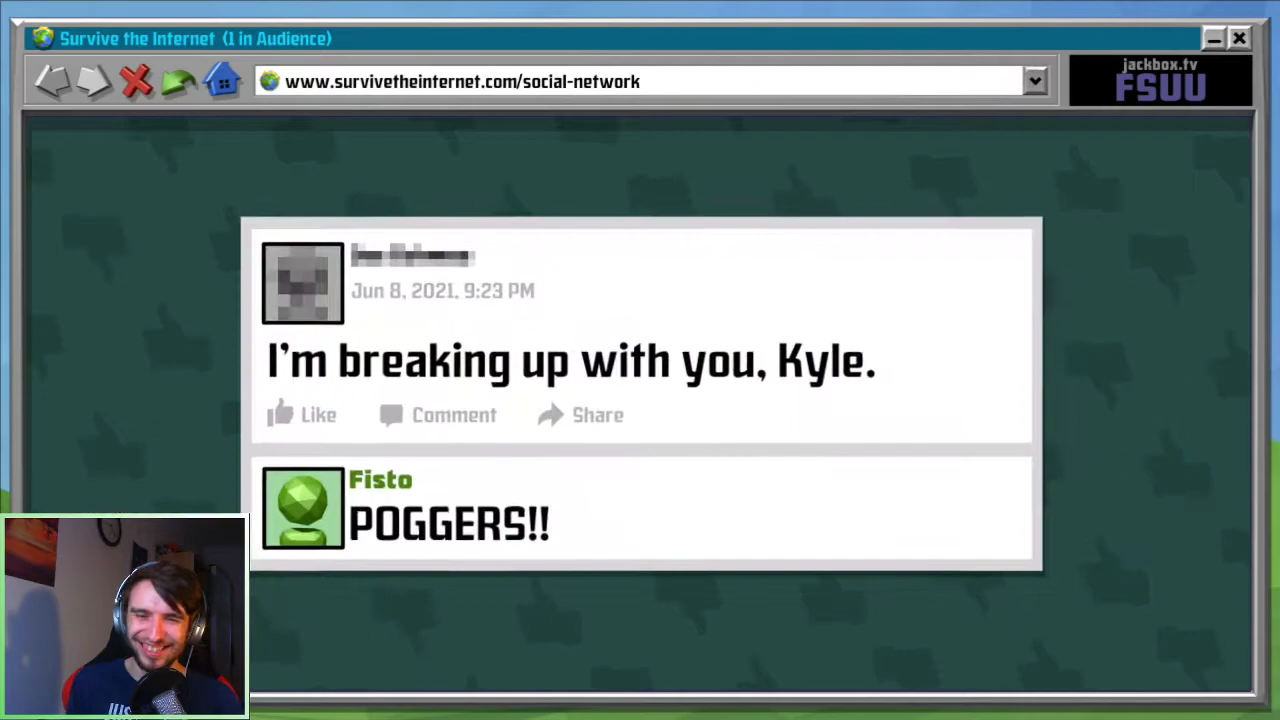 Survive the Internet (1 in Audience)
www.survivetheinternet.com/social-network
jackbox.tv
FSUU
Jun 8, 2021, 9:23 PM
I'm breaking up with you, Kyle.
Like Comment Share
Fisto
POGGERS!!